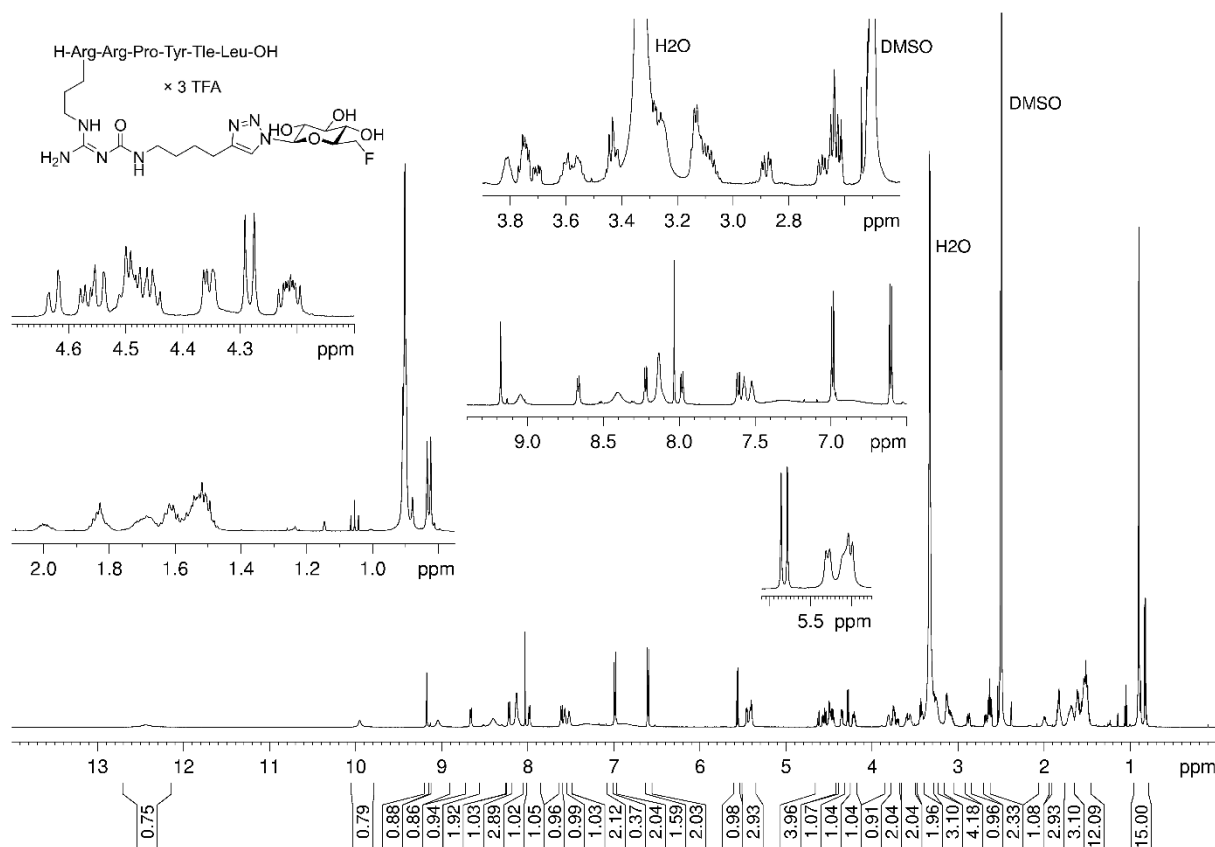 H-Arg-Arg-Pro-Tyr-Tle-Leu-OH
× 3 TFA
NH
O
H2N
N
N
H
N
N
N
HO
OH
O
OH
F
H2O
DMSO
3.8 3.6 3.4 3.2 3.0 2.8 ppm
DMSO
H2O
4.6 4.5 4.4 4.3 ppm
9.0 8.5 8.0 7.5 7.0 ppm
2.0 1.8 1.6 1.4 1.2 1.0 ppm
5.5 ppm
13 12 11 10 9 8 7 6 5 4 3 2 1 ppm
0.75 0.79 0.88 0.86 0.94 1.92 1.03 2.89 1.02 1.05 0.96 0.99 1.03 2.12 0.37 2.04 1.59 2.03 0.98 2.93 3.96 1.07 1.04 1.04 0.91 2.04 2.04 1.96 3.10 4.18 0.96 2.33 1.08 2.93 3.10 12.09 15.00